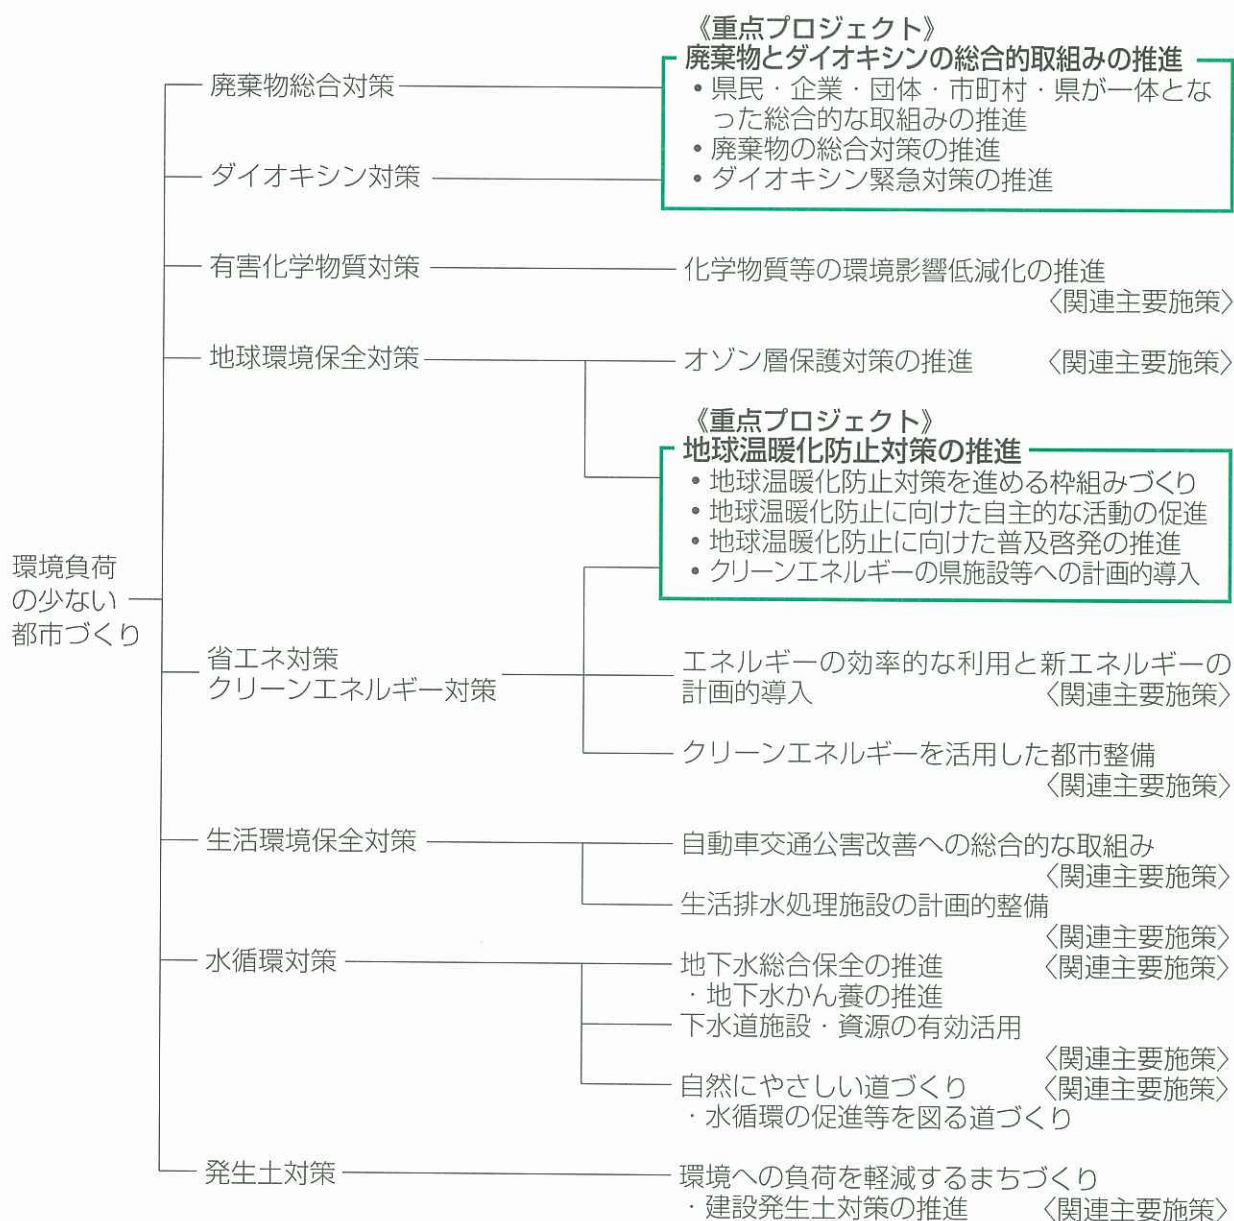 環境負荷
の少ない
都市づくり
廃棄物総合対策
ダイオキシン対策
《重点プロジェクト》
廃棄物とダイオキシンの総合的取組みの推進
• 県民・企業・団体・市町村・県が一体とな
った総合的な取組みの推進
• 廃棄物の総合対策の推進
• ダイオキシン緊急対策の推進
有害化学物質対策
化学物質等の環境影響低減化の推進
〈関連主要施策〉
地球環境保全対策
オゾン層保護対策の推進 〈関連主要施策〉
《重点プロジェクト》
地球温暖化防止対策の推進
• 地球温暖化防止対策を進める枠組みづくり
• 地球温暖化防止に向けた自主的な活動の促進
• 地球温暖化防止に向けた普及啓発の推進
• クリーンエネルギーの県施設等への計画的導入
省エネ対策
クリーンエネルギー対策
エネルギーの効率的な利用と新エネルギーの
計画的導入 〈関連主要施策〉
クリーンエネルギーを活用した都市整備
〈関連主要施策〉
生活環境保全対策
自動車交通公害改善への総合的な取組み
〈関連主要施策〉
生活排水処理施設の計画的整備
〈関連主要施策〉
水循環対策
地下水総合保全の推進 〈関連主要施策〉
・地下水かん養の推進
下水道施設・資源の有効活用
〈関連主要施策〉
自然にやさしい道づくり 〈関連主要施策〉
・水循環の促進等を図る道づくり
発生土対策
環境への負荷を軽減するまちづくり
・建設発生土対策の推進 〈関連主要施策〉